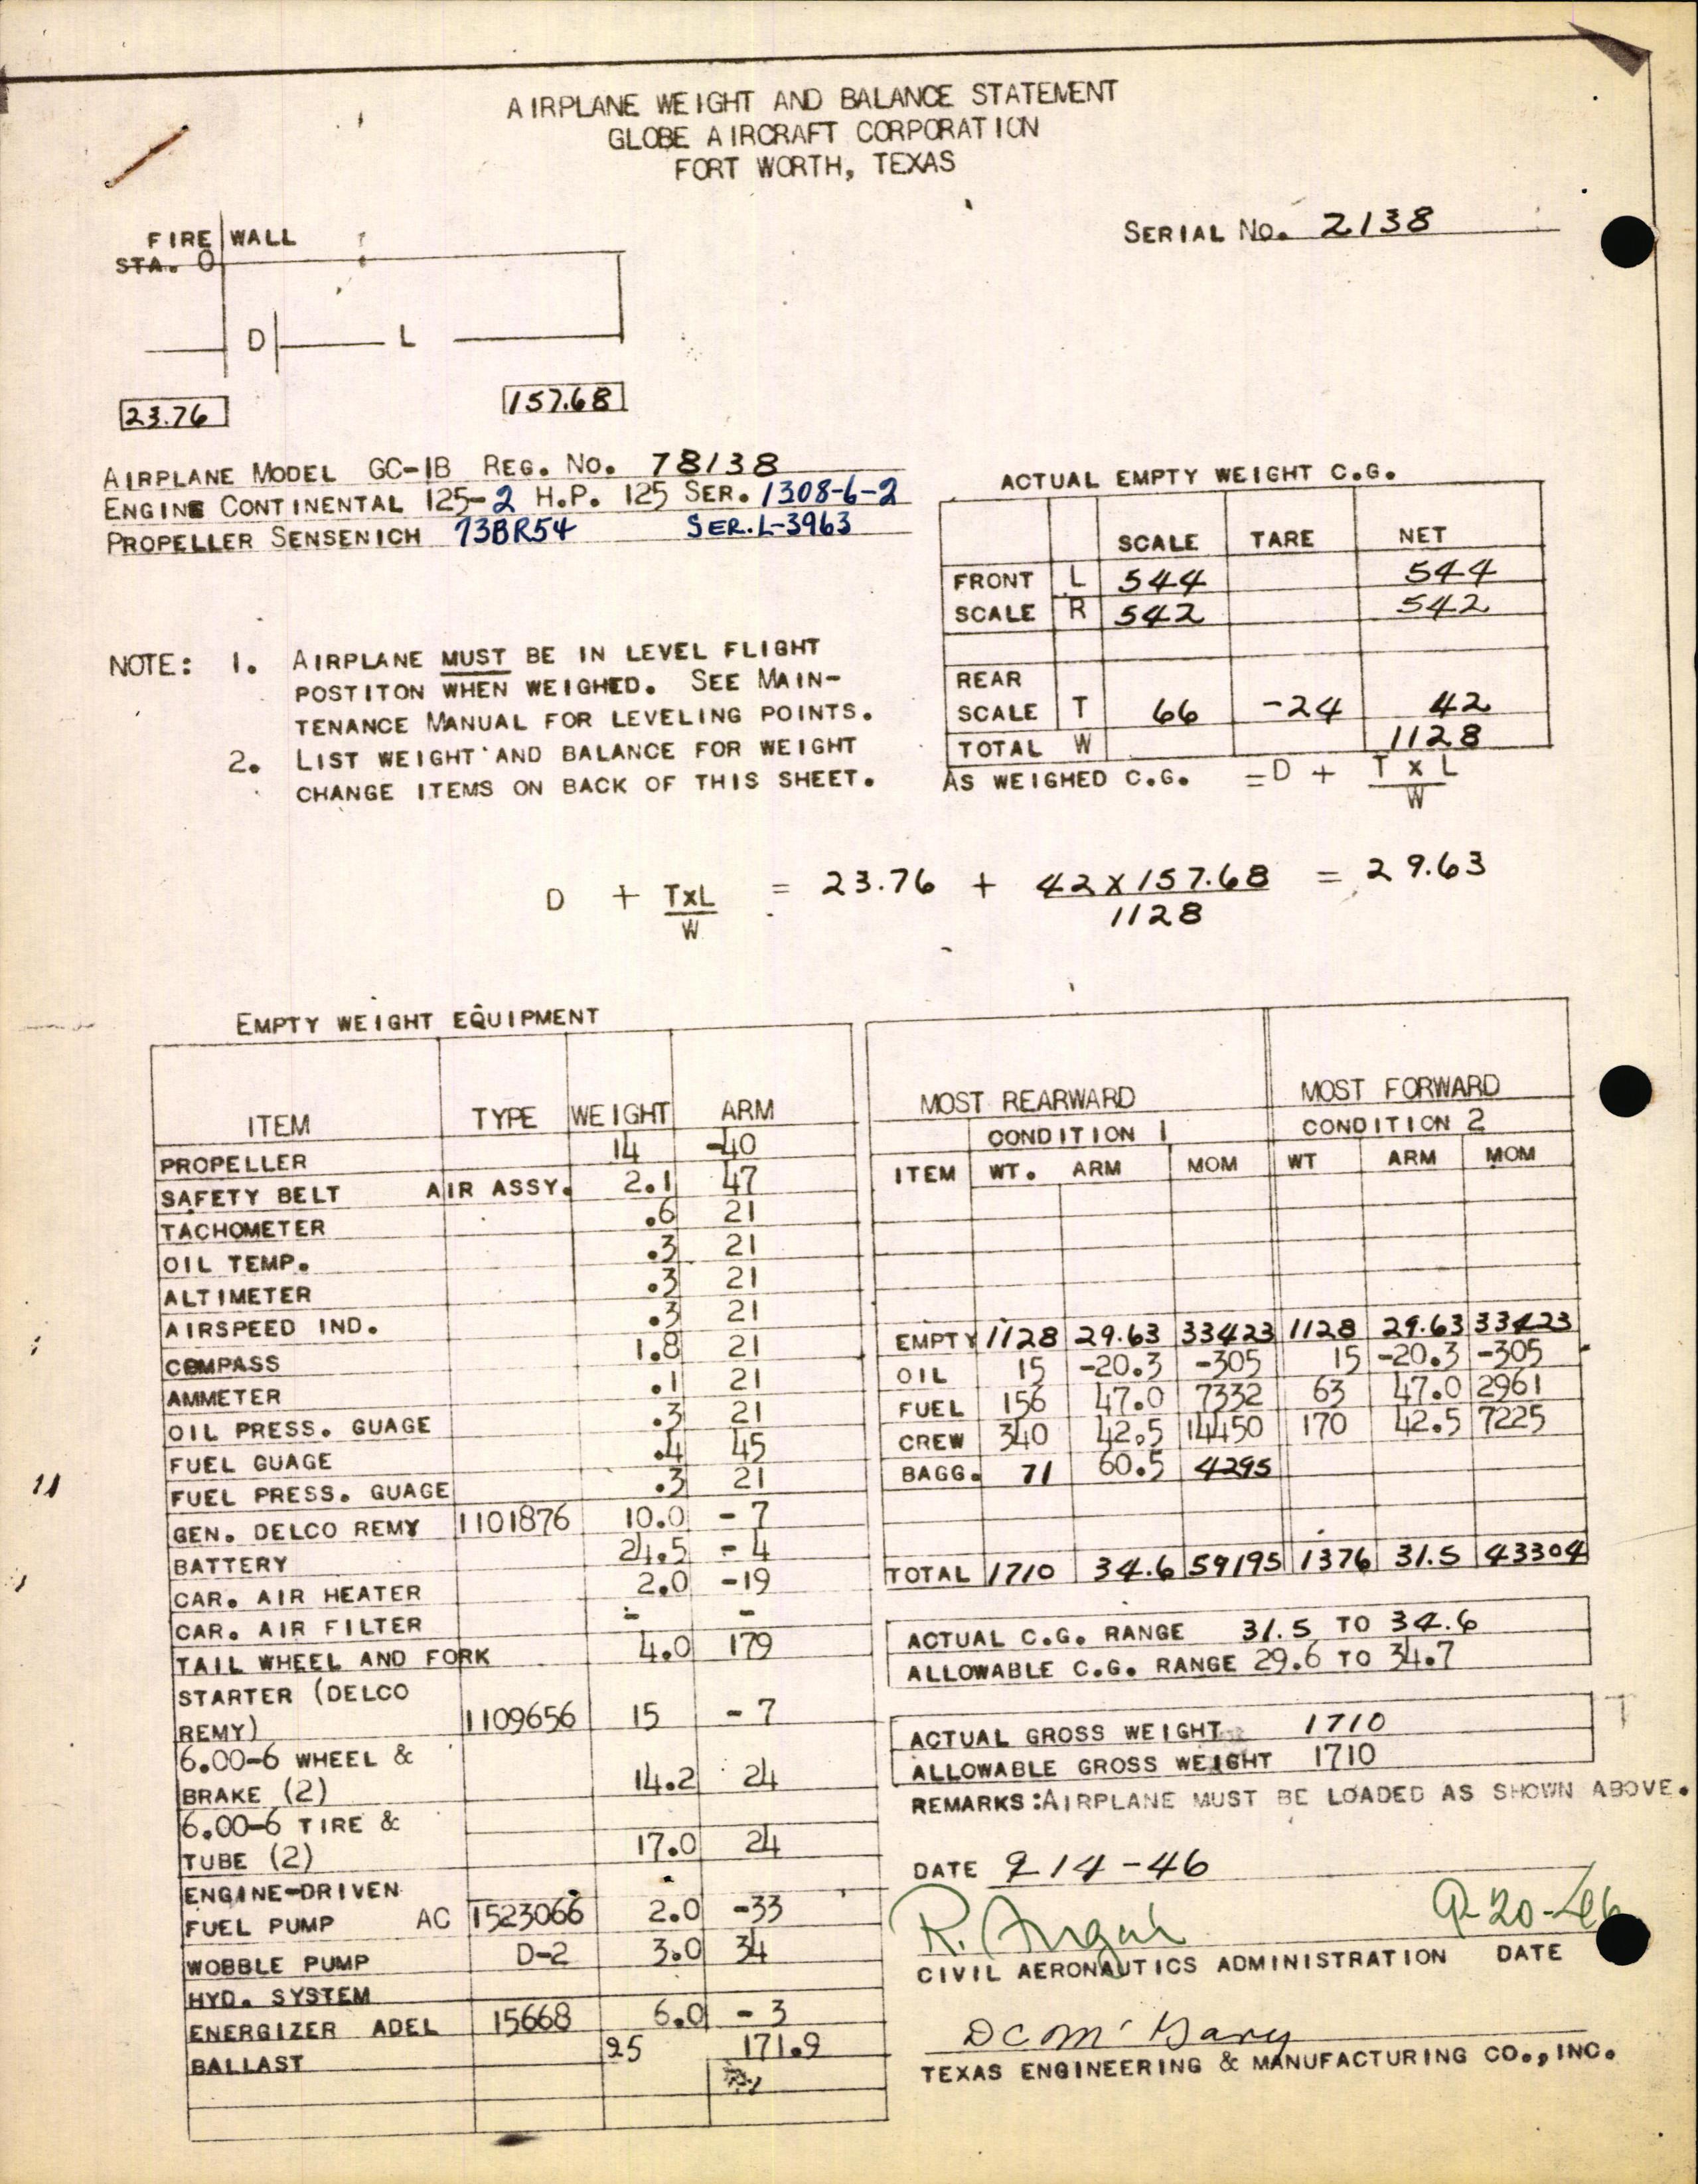 AIRPLANE WEIGHT AND BALANCE STATEMENT
GLOBE AIRCRAFT CORPORATION
FORT WORTH, TEXAS
SERIAL NO. 2138
FIRE WALL
STA. 0
D L
23.76 157.68
AIRPLANE MODEL GC-1B REG. NO. 78138
ENGINE CONTINENTAL 125-2 H.P. 125 SER. 1308-6-2
PROPELLER SENSENICH 73BR54 SER. L-3963
NOTE: 1. AIRPLANE MUST BE IN LEVEL FLIGHT
POSTITON WHEN WEIGHED. SEE MAIN-
TENANCE MANUAL FOR LEVELING POINTS.
2. LIST WEIGHT AND BALANCE FOR WEIGHT
CHANGE ITEMS ON BACK OF THIS SHEET.
ACTUAL EMPTY WEIGHT C.G.
SCALE TARE NET
FRONT L 544 544
SCALE R 542 542
REAR
SCALE T 66 -24 42
TOTAL W 1128
AS WEIGHED C.G. = D + T X L
W
D + TxL = 23.76 + 42 x 157.68 = 29.63
W 1128
EMPTY WEIGHT EQUIPMENT
ITEM TYPE WEIGHT ARM
PROPELLER 14 -40
SAFETY BELT AIR ASSY. 2.1 47
TACHOMETER .6 21
OIL TEMP. .3 21
ALTIMETER .3 21
AIRSPEED IND. .3 21
COMPASS 1.8 21
AMMETER .1 21
OIL PRESS. GUAGE .3 21
FUEL GUAGE .4 45
FUEL PRESS. GUAGE .3 21
GEN. DELCO REMY 1101876 10.0 - 7
BATTERY 24.5 - 4
CAR. AIR HEATER 2.0 -19
CAR. AIR FILTER - -
TAIL WHEEL AND FORK 4.0 179
STARTER (DELCO
REMY) 1109656 15 - 7
6.00-6 WHEEL &
BRAKE (2) 14.2 24
6.00-6 TIRE &
TUBE (2) 17.0 24
ENGINE-DRIVEN
FUEL PUMP AC 1523066 2.0 -33
WOBBLE PUMP D-2 3.0 34
HYD. SYSTEM
ENERGIZER ADEL 15668 6.0 - 3
BALLAST 25 171.9
MOST REARWARD MOST FORWARD
CONDITION 1 CONDITION 2
ITEM WT. ARM MOM WT ARM MOM
EMPTY 1128 29.63 33423 1128 29.63 33423
OIL 15 -20.3 -305 15 -20.3 -305
FUEL 156 47.0 7332 63 47.0 2961
CREW 340 42.5 14450 170 42.5 7225
BAGG. 71 60.5 4295
TOTAL 1710 34.6 59195 1376 31.5 43304
ACTUAL C.G. RANGE 31.5 TO 34.6
ALLOWABLE C.G. RANGE 29.6 TO 34.7
ACTUAL GROSS WEIGHT 1710
ALLOWABLE GROSS WEIGHT 1710
REMARKS: AIRPLANE MUST BE LOADED AS SHOWN ABOVE.
DATE 9 14 -46
R. 9-20-46
CIVIL AERONAUTICS ADMINISTRATION DATE
TEXAS ENGINEERING & MANUFACTURING CO., INC.